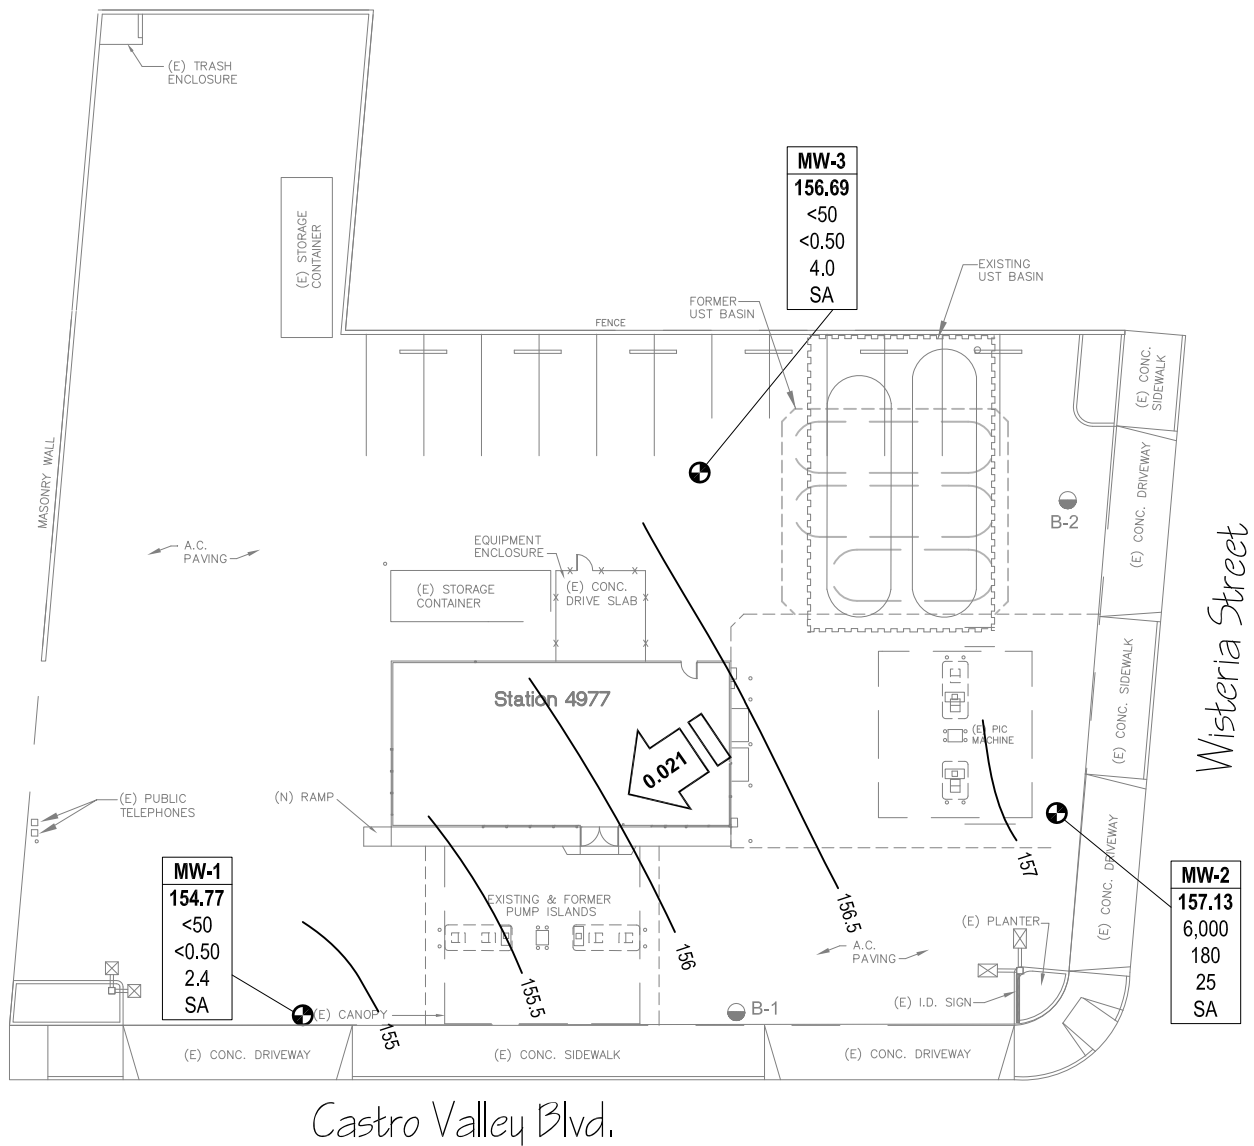 (E) TRASH
ENCLOSURE
(E) STORAGE
CONTAINER
MW-3
156.69
<50
<0.50
4.0
SA
EXISTING
UST BASIN
FORMER
UST BASIN
FENCE
(E) CONC.
SIDEWALK
MASONRY WALL
(E) CONC. DRIVEWAY
B-2
A.C.
PAVING
EQUIPMENT
ENCLOSURE
(E) STORAGE
CONTAINER
(E) CONC.
DRIVE SLAB
Wisteria Street
(E) CONC. SIDEWALK
Station 4977
(E) PIC
MACHINE
0.021
(E) PUBLIC
TELEPHONES
(N) RAMP
157
MW-1
154.77
<50
<0.50
2.4
SA
EXISTING & FORMER
PUMP ISLANDS
156.5
(E) CONC. DRIVEWAY
MW-2
157.13
6,000
180
25
SA
(E) PLANTER
156
A.C.
PAVING
155.5
(E) I.D. SIGN
(E) CANOPY
B-1
155
(E) CONC. DRIVEWAY
(E) CONC. SIDEWALK
(E) CONC. DRIVEWAY
Castro Valley Blvd.